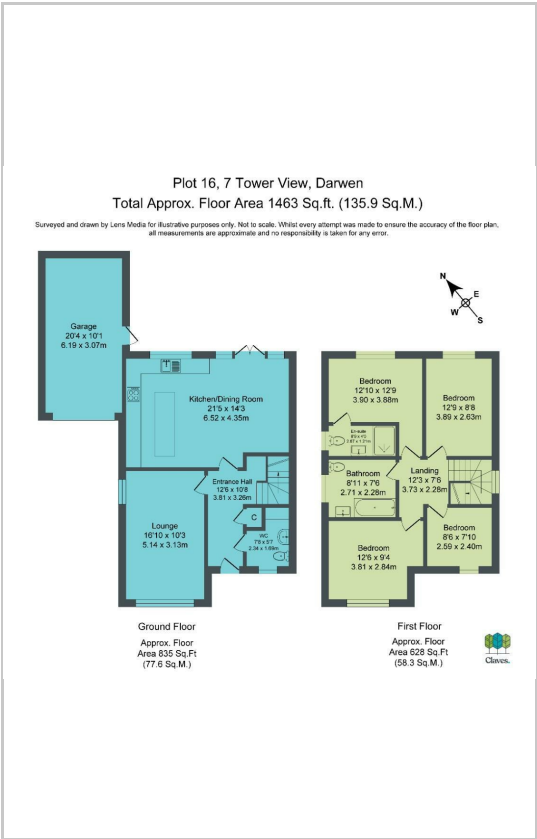 Plot 16, 7 Tower View, Darwen
Total Approx. Floor Area 1463 Sq.ft. (135.9 Sq.M.)
Surveyed and drawn by Lens Media for illustrative purposes only. Not to scale. Whilst every attempt was made to ensure the accuracy of the floor plan,
all measurements are approximate and no responsibility is taken for any error.
N
E
W
S
Garage
20'4 x 10'1
6.19 x 3.07m
Kitchen/Dining Room
21'5 x 14'3
6.52 x 4.35m
Entrance Hall
12'6 x 10'8
3.81 x 3.26m
C
WC
7'8 x 5'7
2.34 x 1.69m
Lounge
16'10 x 10'3
5.14 x 3.13m
Ground Floor
Approx. Floor
Area 835 Sq.Ft
(77.6 Sq.M.)
Bedroom
12'10 x 12'9
3.90 x 3.88m
Bedroom
12'9 x 8'8
3.89 x 2.63m
En-suite
Bathroom
8'11 x 7'6
2.71 x 2.28m
Landing
12'3 x 7'6
3.73 x 2.28m
Bedroom
12'6 x 9'4
3.81 x 2.84m
Bedroom
8'6 x 7'10
2.59 x 2.40m
First Floor
Approx. Floor
Area 628 Sq.Ft
(58.3 Sq.M.)
Claves.